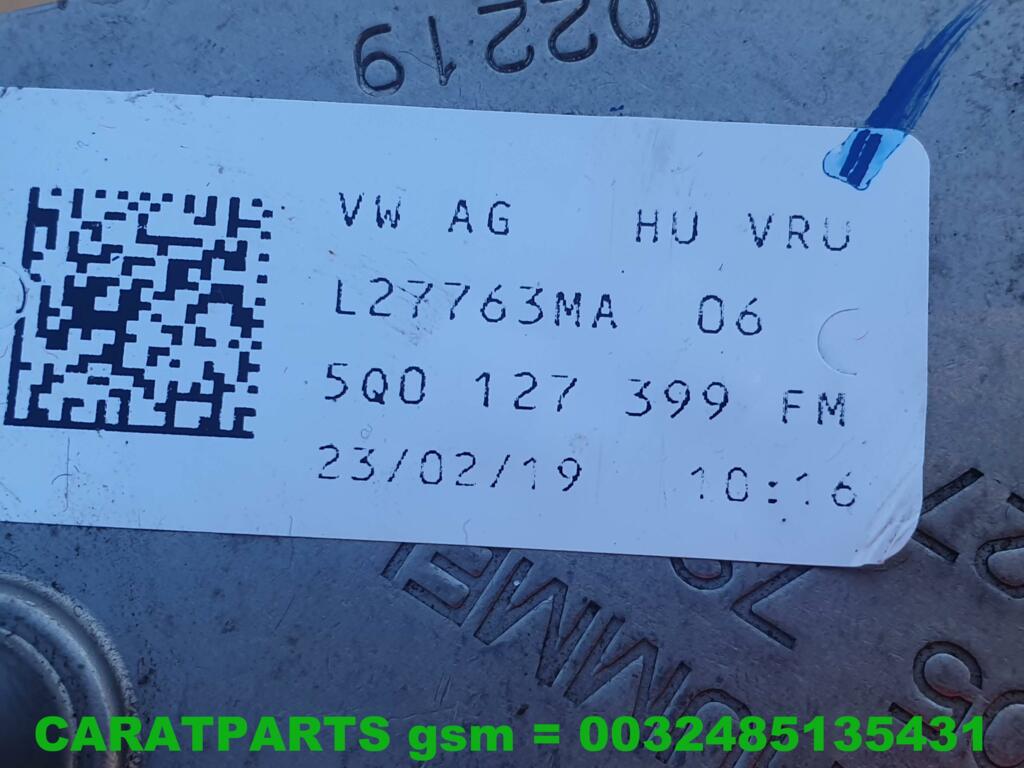 02219
VW AG HU VRU
L27763MA 06
5Q0 127 399 FM
23/02/19 10:16
CARATPARTS gsm = 0032485135431